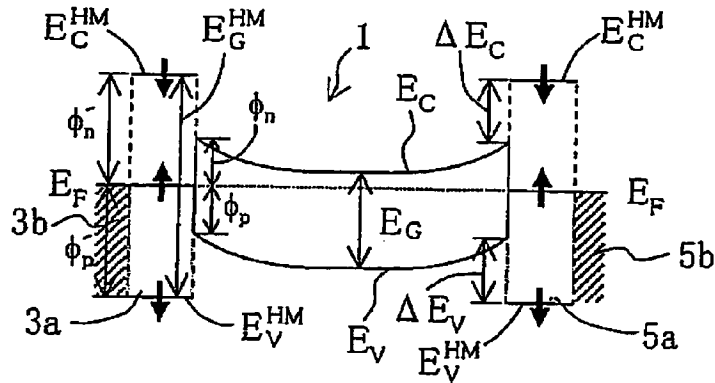 E_C^HM E_G^HM 1 ΔE_C E_C^HM
E_C
ϕ_n' ϕ_n
E_F E_F
3b ϕ_p E_G
ϕ_p' 5b
3a E_V^HM E_V ΔE_V E_V^HM 5a